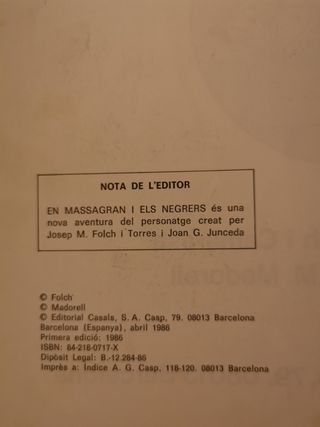 NOTA DE L'EDITOR
EN MASSAGRAN I ELS NEGRERS és una
nova aventura del personatge creat per
Josep M. Folch i Torres i Joan G. Junceda
© Folch
© Madorell
© Editorial Casals, S. A. Casp, 79. 08013 Barcelona
Barcelona (Espanya), abril 1986
Primera edició: 1986
ISBN: 84-218-0717-X
Dipòsit Legal: B.-12.284-86
Imprès a: Índice A. G. Casp, 118-120. 08013 Barcelona